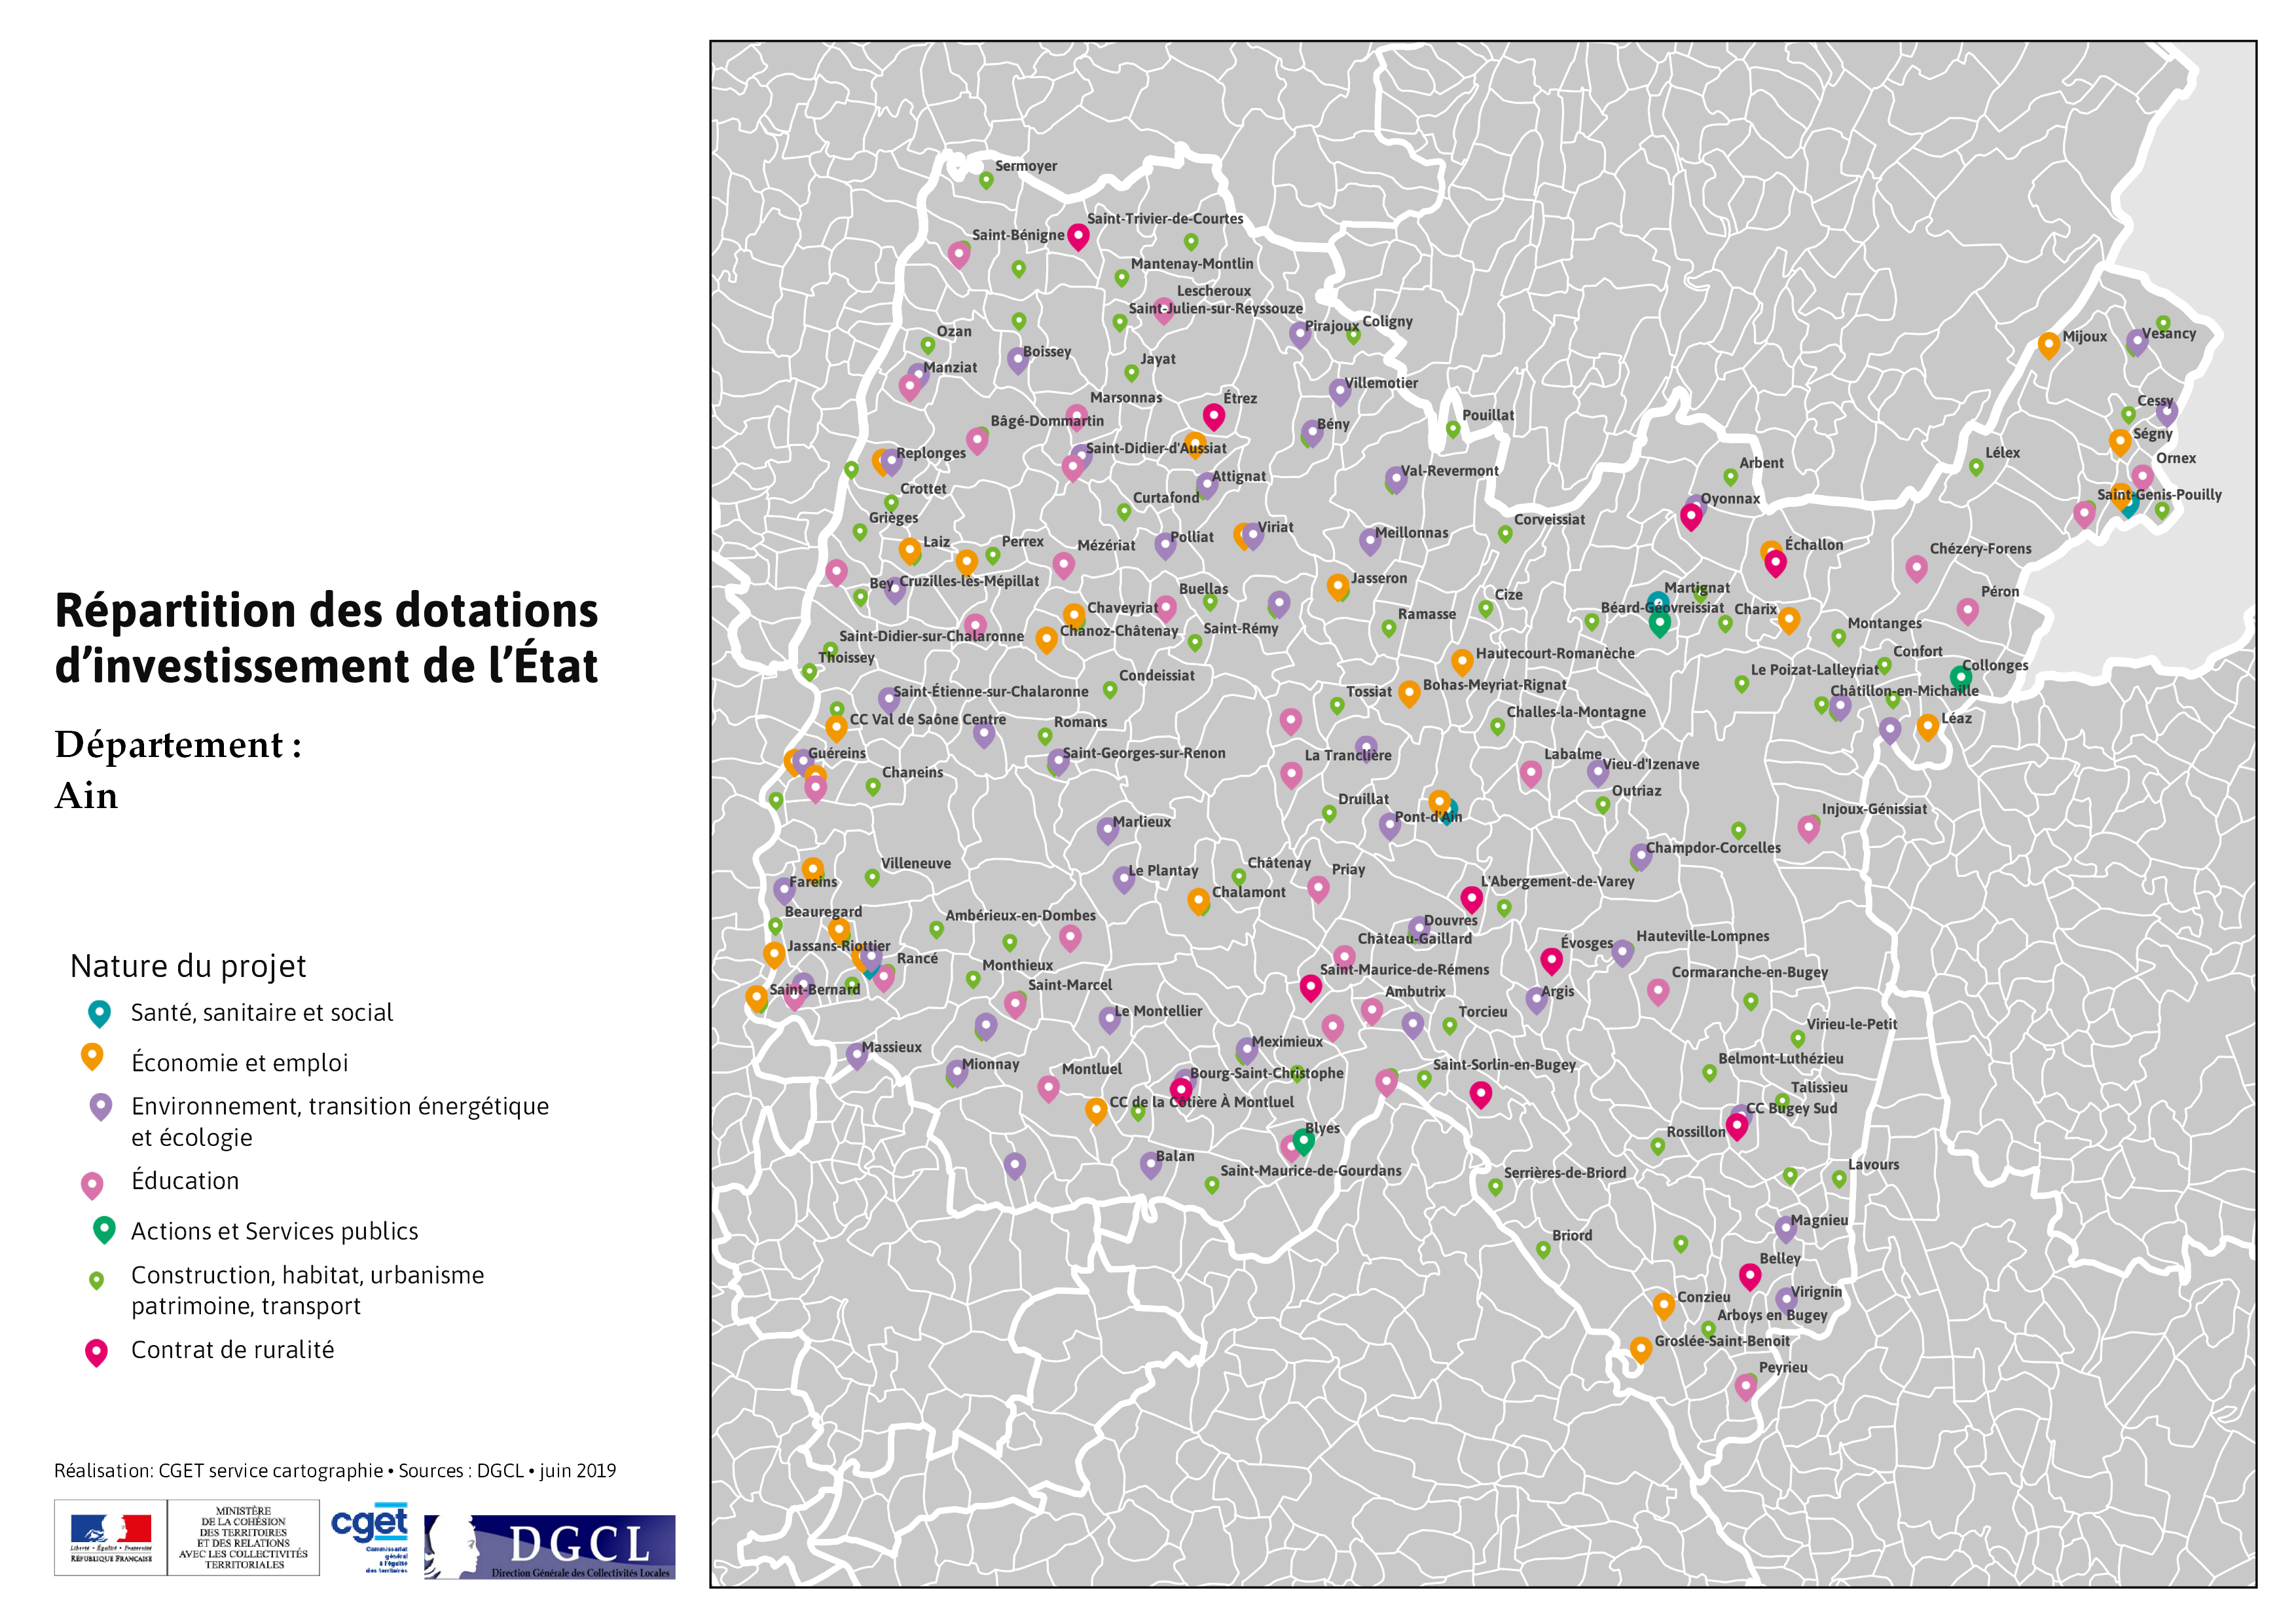 Répartition des dotations
d'investissement de l'État
Département :
Ain
Nature du projet
Santé, sanitaire et social
Économie et emploi
Environnement, transition énergétique
et écologie
Éducation
Actions et Services publics
Construction, habitat, urbanisme
patrimoine, transport
Contrat de ruralité
Réalisation: CGET service cartographie • Sources : DGCL • juin 2019
Liberté • Égalité • Fraternité
RÉPUBLIQUE FRANÇAISE
MINISTÈRE
DE LA COHÉSION
DES TERRITOIRES
ET DES RELATIONS
AVEC LES COLLECTIVITÉS
TERRITORIALES
cget
Commissariat
général
à l'égalité
des territoires
DGCL
Direction Générale des Collectivités Locales
Sermoyer
Saint-Trivier-de-Courtes
Saint-Bénigne
Mantenay-Montlin
Lescheroux
Saint-Julien-sur-Reyssouze
Pirajoux
Coligny
Ozan
Mijoux
Vesancy
Boissey
Jayat
Manziat
Villemotier
Marsonnas
Étrez
Cessy
Pouillat
Bâgé-Dommartin
Bény
Ségny
Saint-Didier-d'Aussiat
Replonges
Lélex
Ornex
Arbent
Val-Revermont
Attignat
Crottet
Curtafond
Oyonnax
Saint-Genis-Pouilly
Grièges
Corveissiat
Viriat
Meillonnas
Polliat
Laiz
Perrex
Mézériat
Échallon
Chézery-Forens
Jasseron
Bey
Cruzilles-lès-Mépillat
Buellas
Martignat
Péron
Cize
Chaveyriat
Béard-Géovreissiat
Charix
Ramasse
Montanges
Chanoz-Châtenay
Saint-Rémy
Saint-Didier-sur-Chalaronne
Hautecourt-Romanèche
Confort
Thoissey
Collonges
Le Poizat-Lalleyriat
Condeissiat
Bohas-Meyriat-Rignat
Saint-Étienne-sur-Chalaronne
Tossiat
Châtillon-en-Michaille
Challes-la-Montagne
CC Val de Saône Centre
Romans
Léaz
Guéreins
Saint-Georges-sur-Renon
La Tranclière
Labalme
Vieu-d'Izenave
Chaneins
Outriaz
Druillat
Injoux-Génissiat
Pont-d'Ain
Marlieux
Champdor-Corcelles
Villeneuve
Châtenay
Le Plantay
Priay
Fareins
L'Abergement-de-Varey
Chalamont
Beauregard
Ambérieux-en-Dombes
Douvres
Château-Gaillard
Hauteville-Lompnes
Jassans-Riottier
Évosges
Rancé
Monthieux
Saint-Maurice-de-Rémens
Cormaranche-en-Bugey
Saint-Bernard
Saint-Marcel
Ambutrix
Argis
Le Montellier
Torcieu
Virieu-le-Petit
Meximieux
Massieux
Belmont-Luthézieu
Mionnay
Montluel
Bourg-Saint-Christophe
Saint-Sorlin-en-Bugey
Talissieu
CC de la Côtière À Montluel
CC Bugey Sud
Blyes
Rossillon
Balan
Saint-Maurice-de-Gourdans
Serrières-de-Briord
Lavours
Magnieu
Briord
Belley
Virignin
Conzieu
Arboys en Bugey
Groslée-Saint-Benoit
Peyrieu